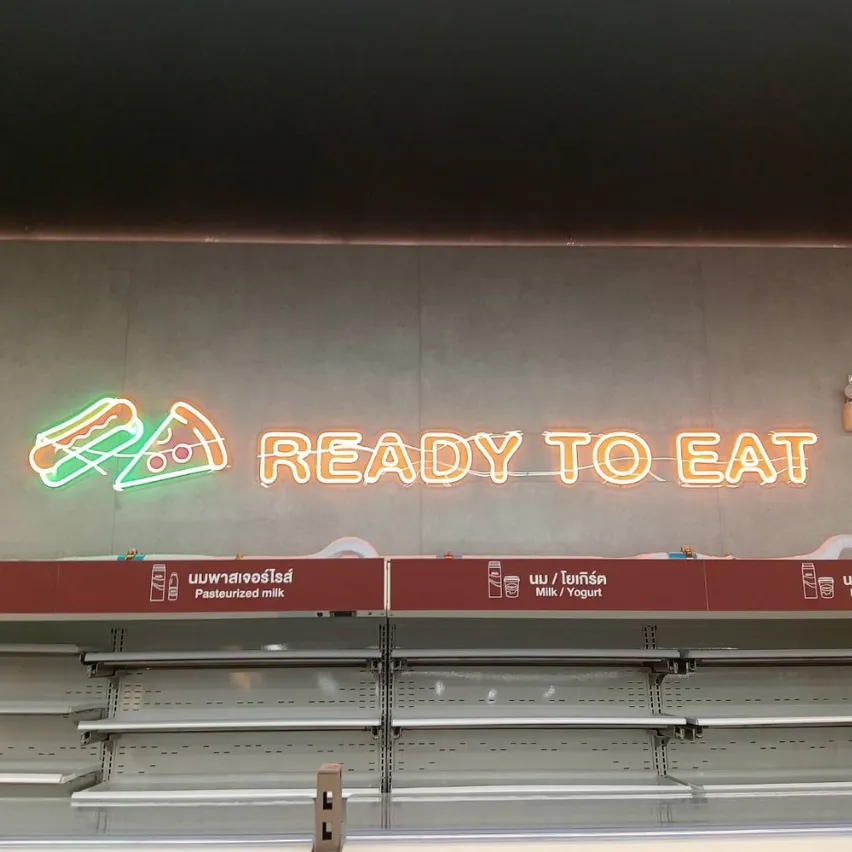 READY TO EAT
นมพาสเจอร์ไรส์
Pasteurized milk
นม / โยเกิร์ต
Milk / Yogurt